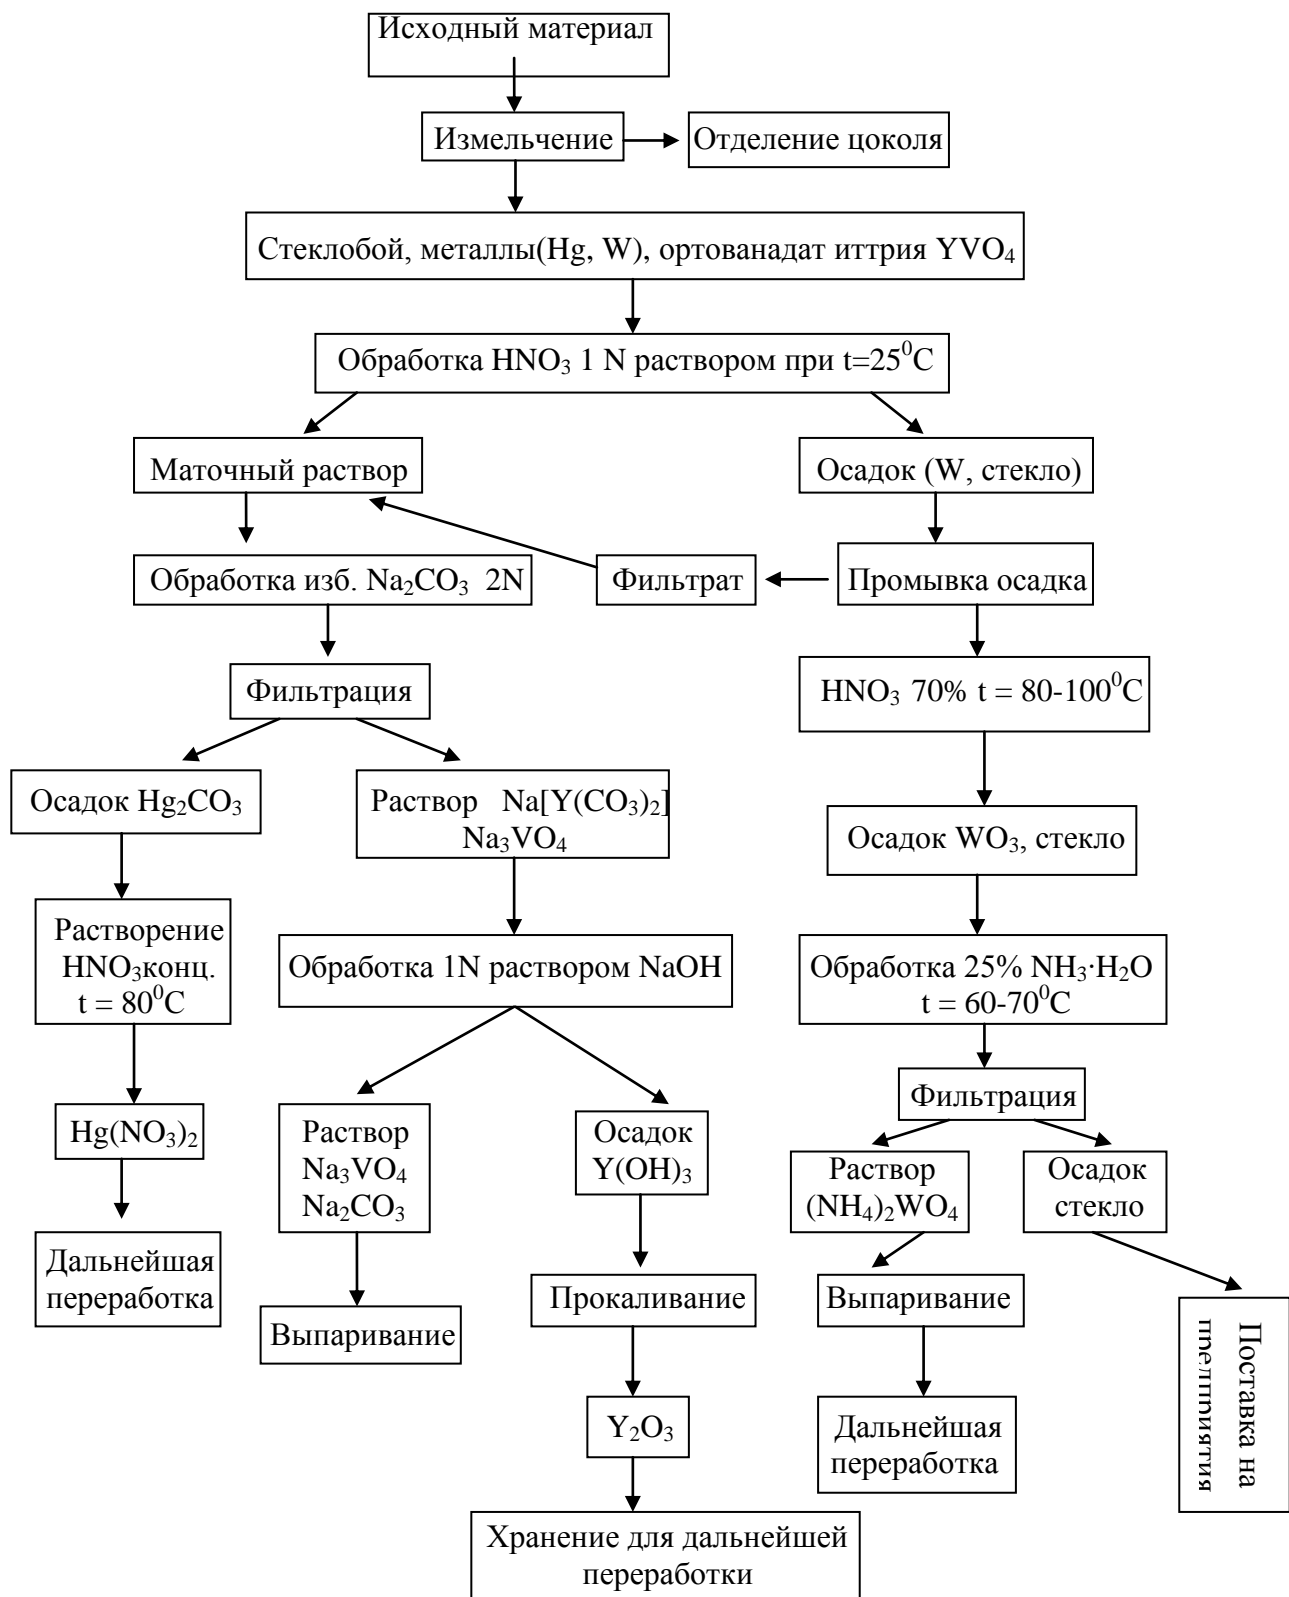 Исходный материал
Измельчение
Отделение цоколя
Стеклобой, металлы(Hg, W), ортованадат иттрия YVO₄
Обработка HNO₃ 1 N раствором при t=25⁰C
Маточный раствор
Осадок (W, стекло)
Обработка изб. Na₂CO₃ 2N
Фильтрат
Промывка осадка
Фильтрация
HNO₃ 70% t = 80-100⁰C
Осадок Hg₂CO₃
Раствор Na[Y(CO₃)₂]
Na₃VO₄
Осадок WO₃, стекло
Растворение
HNO₃конц.
t = 80⁰C
Обработка 1N раствором NaOH
Обработка 25% NH₃·H₂O
t = 60-70⁰C
Фильтрация
Hg(NO₃)₂
Раствор
Na₃VO₄
Na₂CO₃
Осадок
Y(OH)₃
Раствор
(NH₄)₂WO₄
Осадок
стекло
Дальнейшая
переработка
Выпаривание
Прокаливание
Выпаривание
Поставка на
предприятия
Y₂O₃
Дальнейшая
переработка
Хранение для дальнейшей
переработки